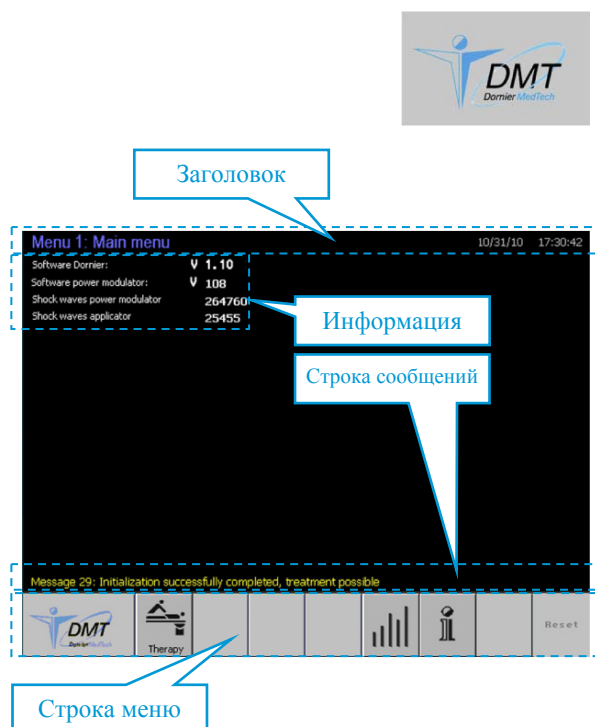 DMT
Dornier MedTech
Заголовок
Menu 1: Main menu 10/31/10 17:30:42
Software Dornier: V 1.10
Software power modulator: V 108
Shock waves power modulator 264760
Shock waves applicator 25455
Информация
Строка сообщений
Message 29: Initialization successfully completed, treatment possible
DMT
Dornier MedTech
Therapy
Reset
Строка меню